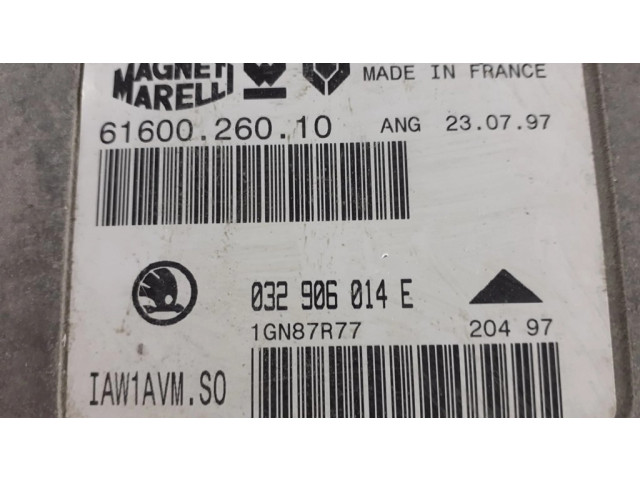 MAGNETI
MARELLI
MADE IN FRANCE
61600.260.10 ANG 23.07.97
032 906 014 E
1GN87R77 204 97
IAW1AVM.S0